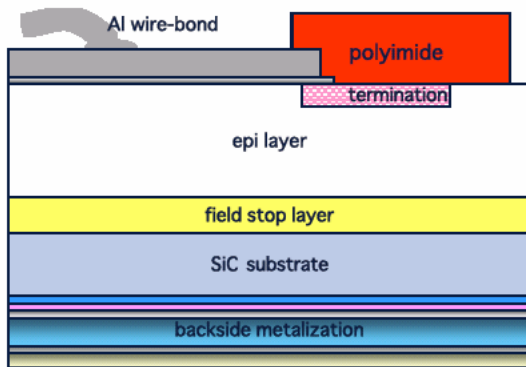 Al wire-bond
polyimide
termination
epi layer
field stop layer
SiC substrate
backside metalization